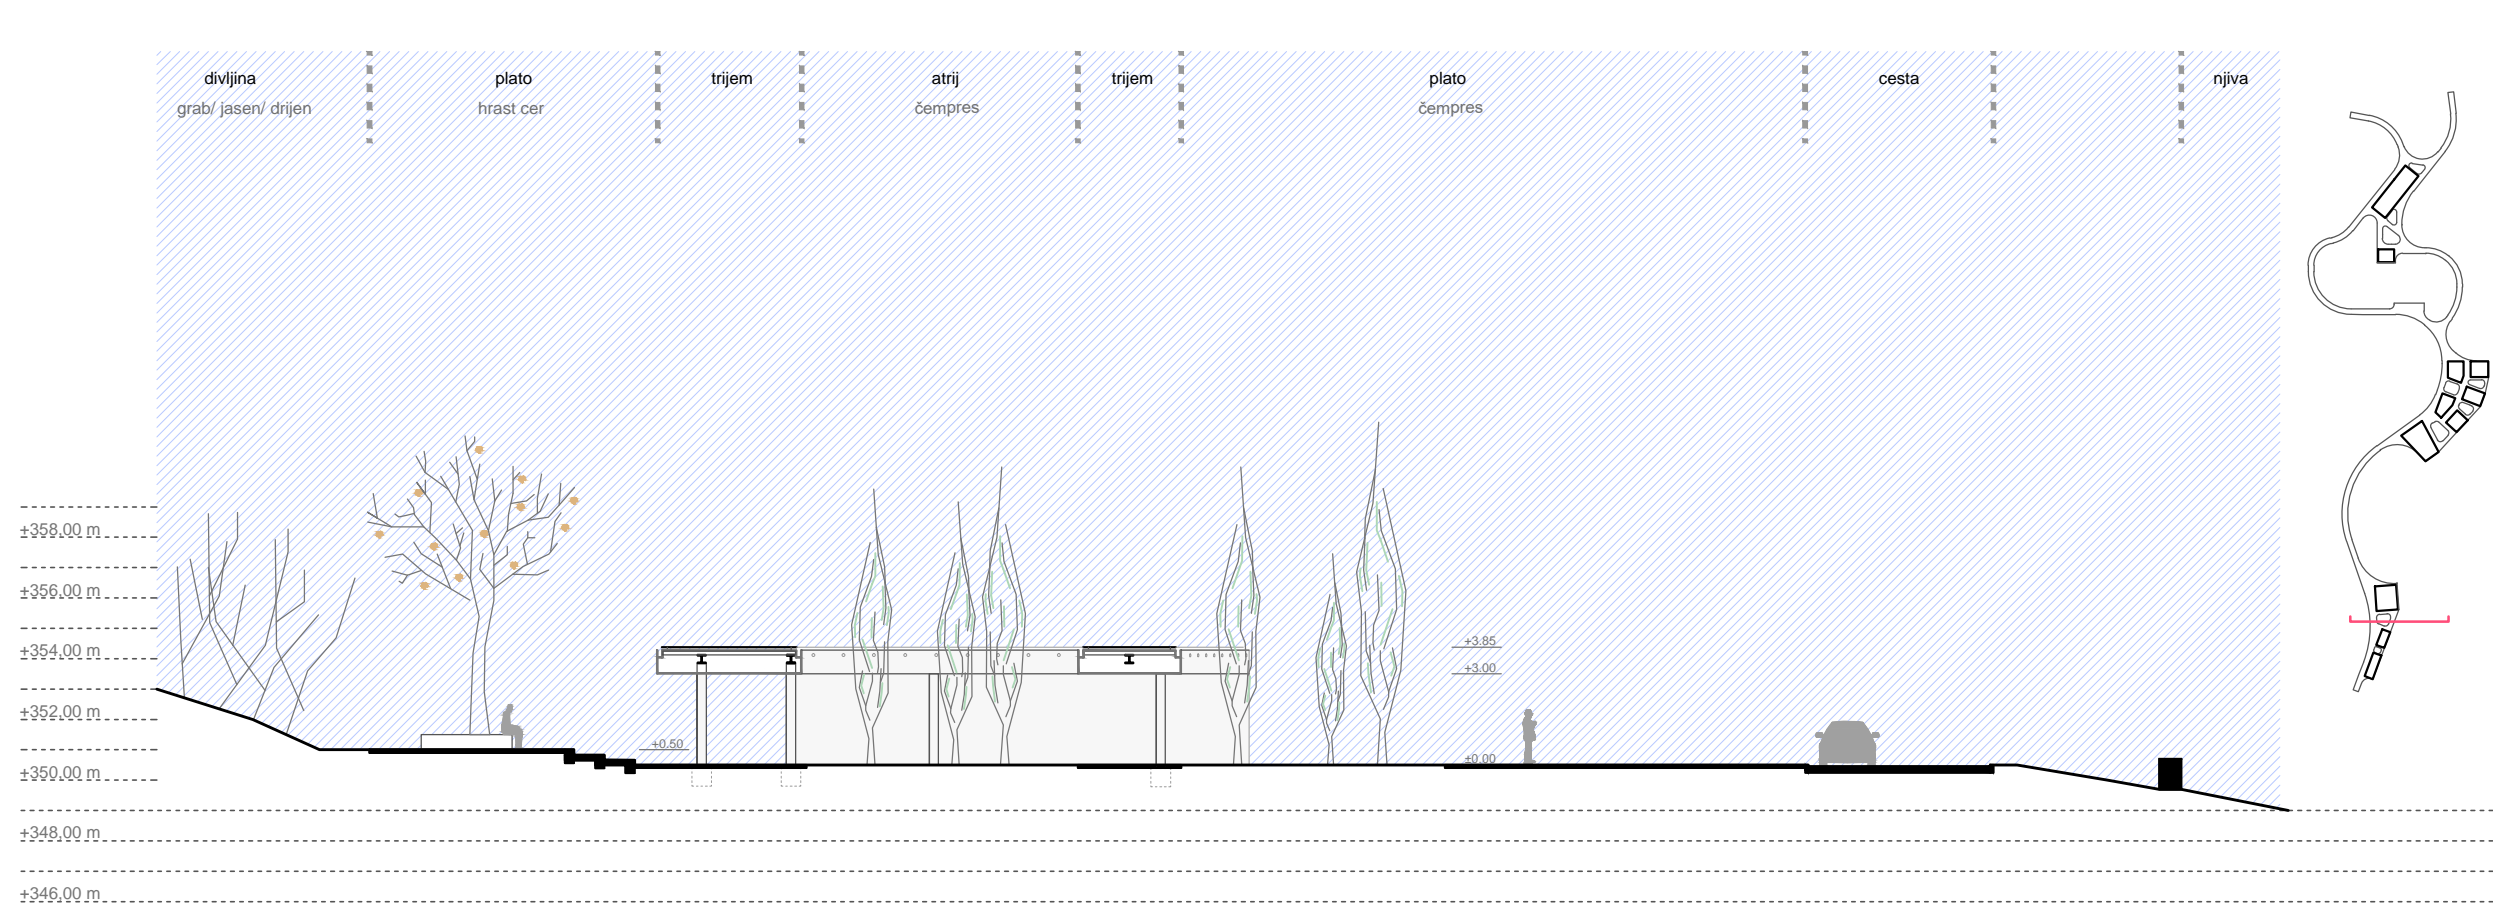 divljina
plato
trijem
atrij
trijem
plato
cesta
njiva
grab/ jasen/ drijen
hrast cer
čempres
čempres
+358,00 m
+356,00 m
+354,00 m
+3.85
+3.00
+352,00 m
+0.50
±0.00
+350,00 m
+348,00 m
+346,00 m